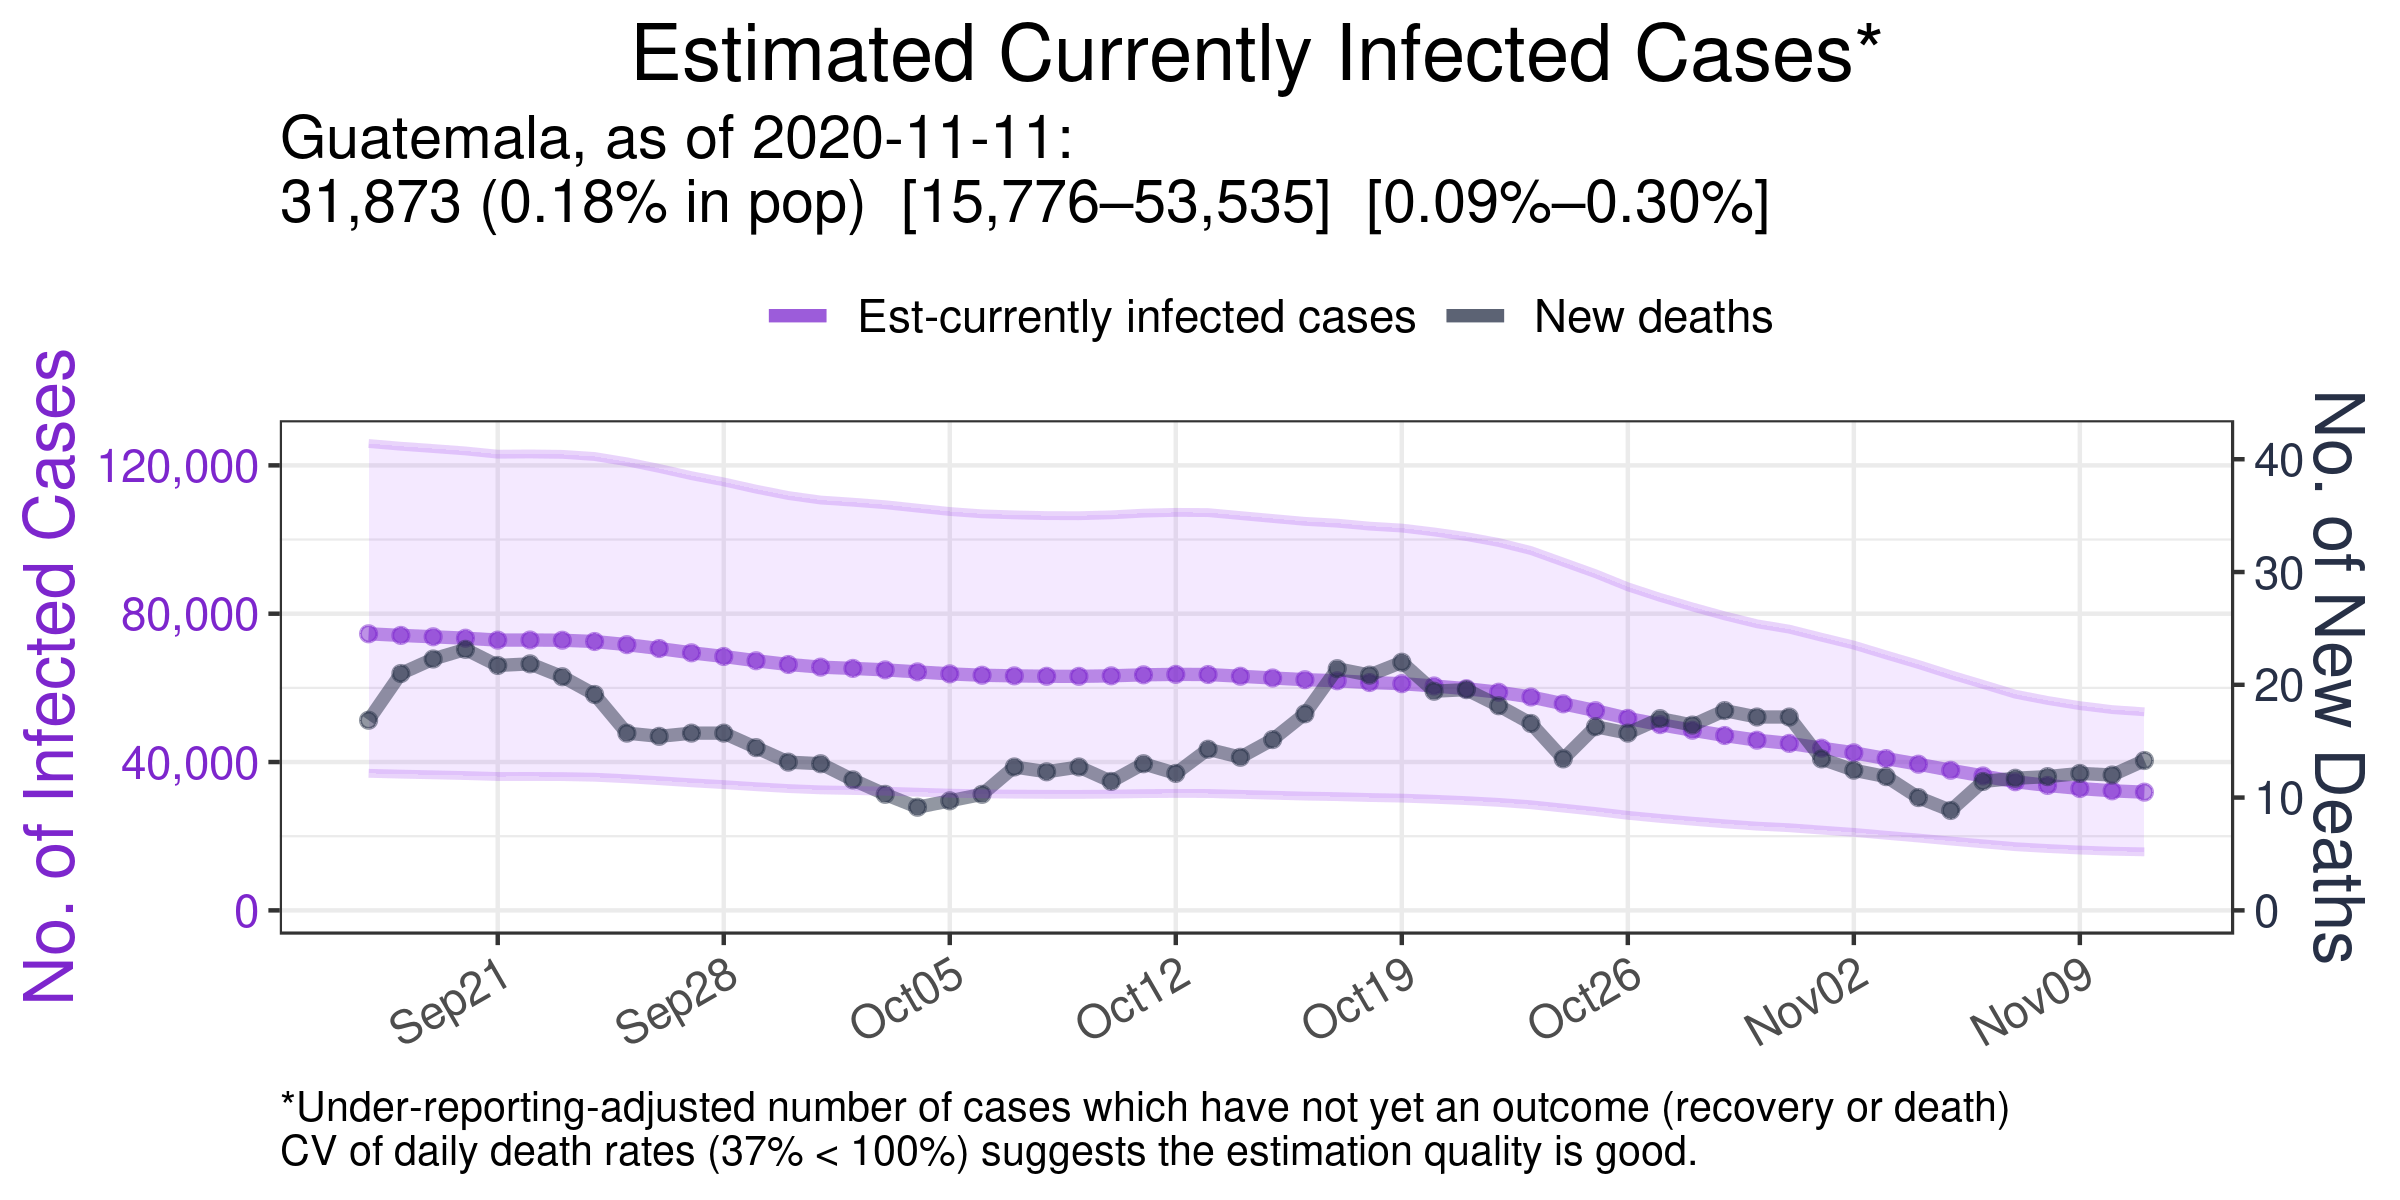 Estimated Currently Infected Cases*
Guatemala, as of 2020-11-11:
31,873 (0.18% in pop)  [15,776–53,535]  [0.09%–0.30%]
Est-currently infected cases
New deaths
No. of Infected Cases
120,000
80,000
40,000
0
40
30
20
10
0
No. of New Deaths
Sep21
Sep28
Oct05
Oct12
Oct19
Oct26
Nov02
Nov09
*Under-reporting-adjusted number of cases which have not yet an outcome (recovery or death)
CV of daily death rates (37% < 100%) suggests the estimation quality is good.